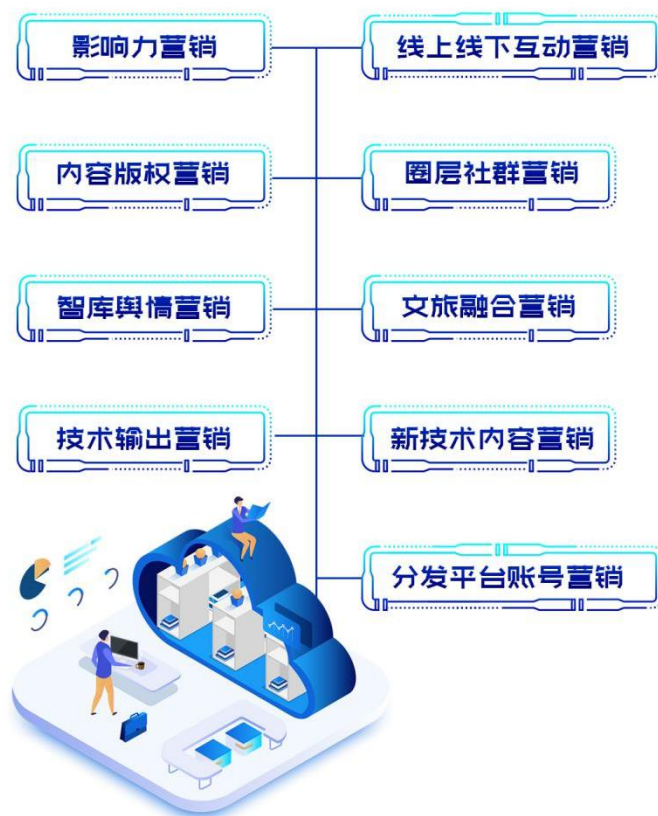 影响力营销
线上线下互动营销
内容版权营销
圈层社群营销
智库舆情营销
文旅融合营销
技术输出营销
新技术内容营销
分发平台账号营销